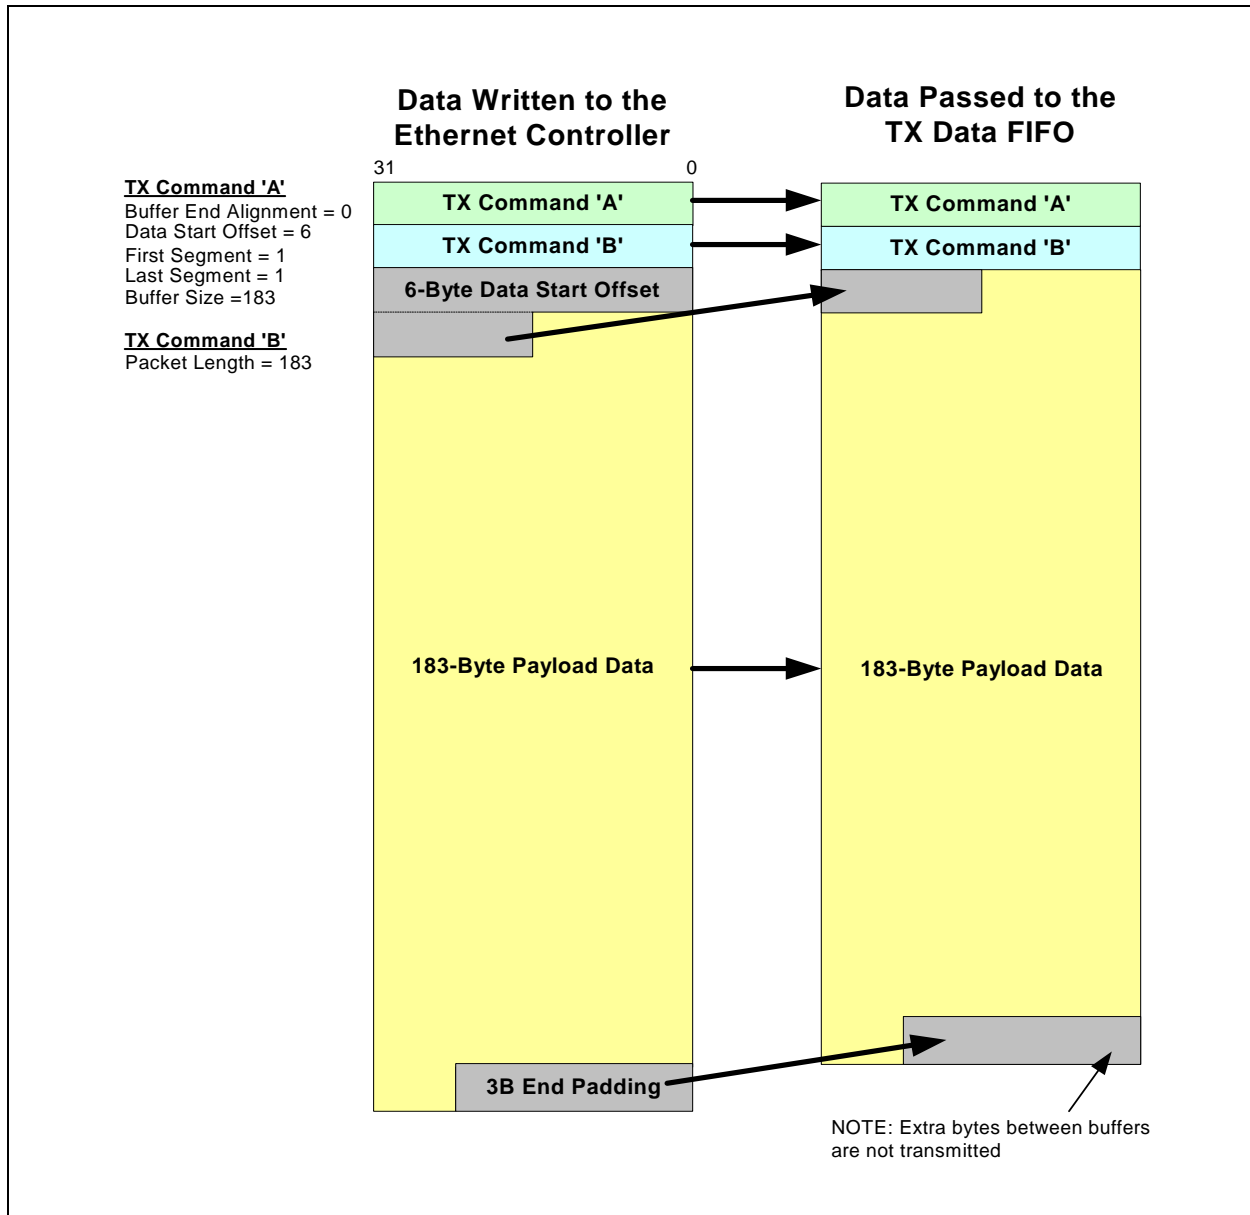 Data Written to the
Ethernet Controller
Data Passed to the
TX Data FIFO
31
0
TX Command 'A'
Buffer End Alignment = 0
Data Start Offset = 6
First Segment = 1
Last Segment = 1
Buffer Size =183
TX Command 'B'
Packet Length = 183
TX Command 'A'
TX Command 'B'
6-Byte Data Start Offset
183-Byte Payload Data
3B End Padding
TX Command 'A'
TX Command 'B'
183-Byte Payload Data
NOTE: Extra bytes between buffers
are not transmitted